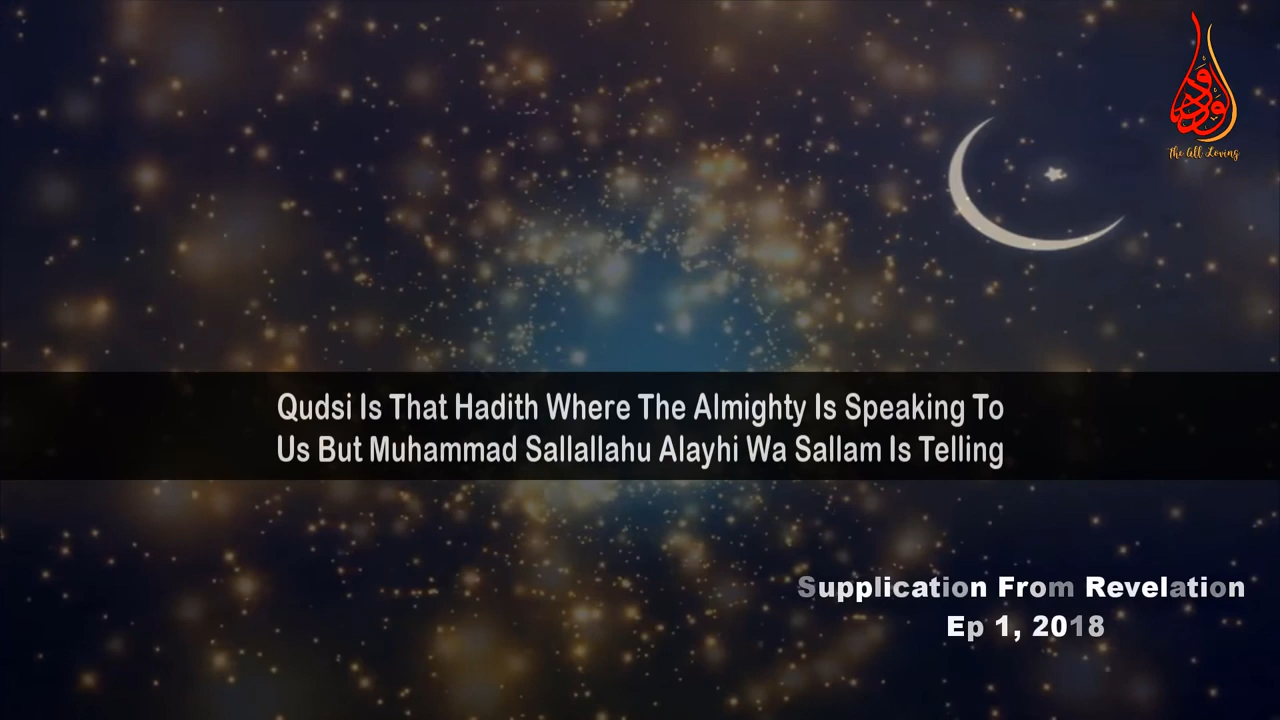 الودود
The All Loving
Qudsi Is That Hadith Where The Almighty Is Speaking To
Us But Muhammad Sallallahu Alayhi Wa Sallam Is Telling
Supplication From Revelation
Ep 1, 2018